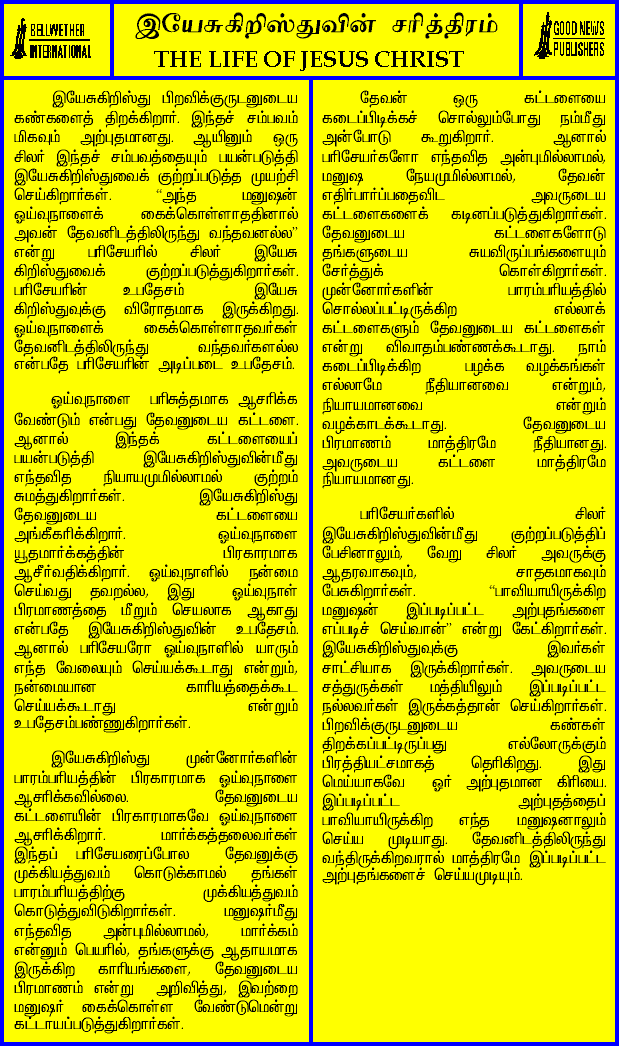 BELLWETHER
INTERNATIONAL
இயேசுகிறிஸ்துவின் சரித்திரம்
THE LIFE OF JESUS CHRIST
GOOD NEWS
PUBLISHERS
இயேசுகிறிஸ்து பிறவிக்குருடனுடைய
கண்களைத் திறக்கிறார். இந்தச் சம்பவம்
மிகவும் அற்புதமானது. ஆயினும் ஒரு
சிலர் இந்தச் சம்பவத்தையும் பயன்படுத்தி
இயேசுகிறிஸ்துவைக் குற்றப்படுத்த முயற்சி
செய்கிறார்கள். “அந்த மனுஷன்
ஓய்வுநாளைக் கைக்கொள்ளாததினால்
அவன் தேவனிடத்திலிருந்து வந்தவனல்ல”
என்று பரிசேயரில் சிலர் இயேசு
கிறிஸ்துவைக் குற்றப்படுத்துகிறார்கள்.
பரிசேயரின் உபதேசம் இயேசு
கிறிஸ்துவுக்கு விரோதமாக இருக்கிறது.
ஓய்வுநாளைக் கைக்கொள்ளாதவர்கள்
தேவனிடத்திலிருந்து வந்தவர்களல்ல
என்பதே பரிசேயரின் அடிப்படை உபதேசம்.
ஓய்வுநாளை பரிசுத்தமாக ஆசரிக்க
வேண்டும் என்பது தேவனுடைய கட்டளை.
ஆனால் இந்தக் கட்டளையைப்
பயன்படுத்தி இயேசுகிறிஸ்துவின்மீது
எந்தவித நியாயமுமில்லாமல் குற்றம்
சுமத்துகிறார்கள். இயேசுகிறிஸ்து
தேவனுடைய கட்டளையை
அங்கீகரிக்கிறார். ஓய்வுநாளை
யூதமார்க்கத்தின் பிரகாரமாக
ஆசீர்வதிக்கிறார். ஓய்வுநாளில் நன்மை
செய்வது தவறல்ல, இது ஓய்வுநாள்
பிரமாணத்தை மீறும் செயலாக ஆகாது
என்பதே இயேசுகிறிஸ்துவின் உபதேசம்.
ஆனால் பரிசேயரோ ஓய்வுநாளில் யாரும்
எந்த வேலையும் செய்யக்கூடாது என்றும்,
நன்மையான காரியத்தைக்கூட
செய்யக்கூடாது என்றும்
உபதேசம்பண்ணுகிறார்கள்.
இயேசுகிறிஸ்து முன்னோர்களின்
பாரம்பரியத்தின் பிரகாரமாக ஓய்வுநாளை
ஆசரிக்கவில்லை. தேவனுடைய
கட்டளையின் பிரகாரமாகவே ஓய்வுநாளை
ஆசரிக்கிறார். மார்க்கத்தலைவர்கள்
இந்தப் பரிசேயரைப்போல தேவனுக்கு
முக்கியத்துவம் கொடுக்காமல் தங்கள்
பாரம்பரியத்திற்கு முக்கியத்துவம்
கொடுத்துவிடுகிறார்கள். மனுஷர்மீது
எந்தவித அன்புமில்லாமல், மார்க்கம்
என்னும் பெயரில், தங்களுக்கு ஆதாயமாக
இருக்கிற காரியங்களை, தேவனுடைய
பிரமாணம் என்று அறிவித்து, இவற்றை
மனுஷர் கைக்கொள்ள வேண்டுமென்று
கட்டாயப்படுத்துகிறார்கள்.
தேவன் ஒரு கட்டளையை
கடைப்பிடிக்கச் சொல்லும்போது நம்மீது
அன்போடு கூறுகிறார். ஆனால்
பரிசேயர்களோ எந்தவித அன்புமில்லாமல்,
மனுஷ நேயமுமில்லாமல், தேவன்
எதிர்பார்ப்பதைவிட அவருடைய
கட்டளைகளைக் கடினப்படுத்துகிறார்கள்.
தேவனுடைய கட்டளைகளோடு
தங்களுடைய சுயவிருப்பங்களையும்
சேர்த்துக் கொள்கிறார்கள்.
முன்னோர்களின் பாரம்பரியத்தில்
சொல்லப்பட்டிருக்கிற எல்லாக்
கட்டளைகளும் தேவனுடைய கட்டளைகள்
என்று விவாதம்பண்ணக்கூடாது. நாம்
கடைப்பிடிக்கிற பழக்க வழக்கங்கள்
எல்லாமே நீதியானவை என்றும்,
நியாயமானவை என்றும்
வழக்காடக்கூடாது. தேவனுடைய
பிரமாணம் மாத்திரமே நீதியானது.
அவருடைய கட்டளை மாத்திரமே
நியாயமானது.
பரிசேயர்களில் சிலர்
இயேசுகிறிஸ்துவின்மீது குற்றப்படுத்திப்
பேசினாலும், வேறு சிலர் அவருக்கு
ஆதரவாகவும், சாதகமாகவும்
பேசுகிறார்கள். “பாவியாயிருக்கிற
மனுஷன் இப்படிப்பட்ட அற்புதங்களை
எப்படிச் செய்வான்” என்று கேட்கிறார்கள்.
இயேசுகிறிஸ்துவுக்கு இவர்கள்
சாட்சியாக இருக்கிறார்கள். அவருடைய
சத்துருக்கள் மத்தியிலும் இப்படிப்பட்ட
நல்லவர்கள் இருக்கத்தான் செய்கிறார்கள்.
பிறவிக்குருடனுடைய கண்கள்
திறக்கப்பட்டிருப்பது எல்லோருக்கும்
பிரத்தியட்சமாகத் தெரிகிறது. இது
மெய்யாகவே ஓர் அற்புதமான கிரியை.
இப்படிப்பட்ட அற்புதத்தைப்
பாவியாயிருக்கிற எந்த மனுஷனாலும்
செய்ய முடியாது. தேவனிடத்திலிருந்து
வந்திருக்கிறவரால் மாத்திரமே இப்படிப்பட்ட
அற்புதங்களைச் செய்யமுடியும்.